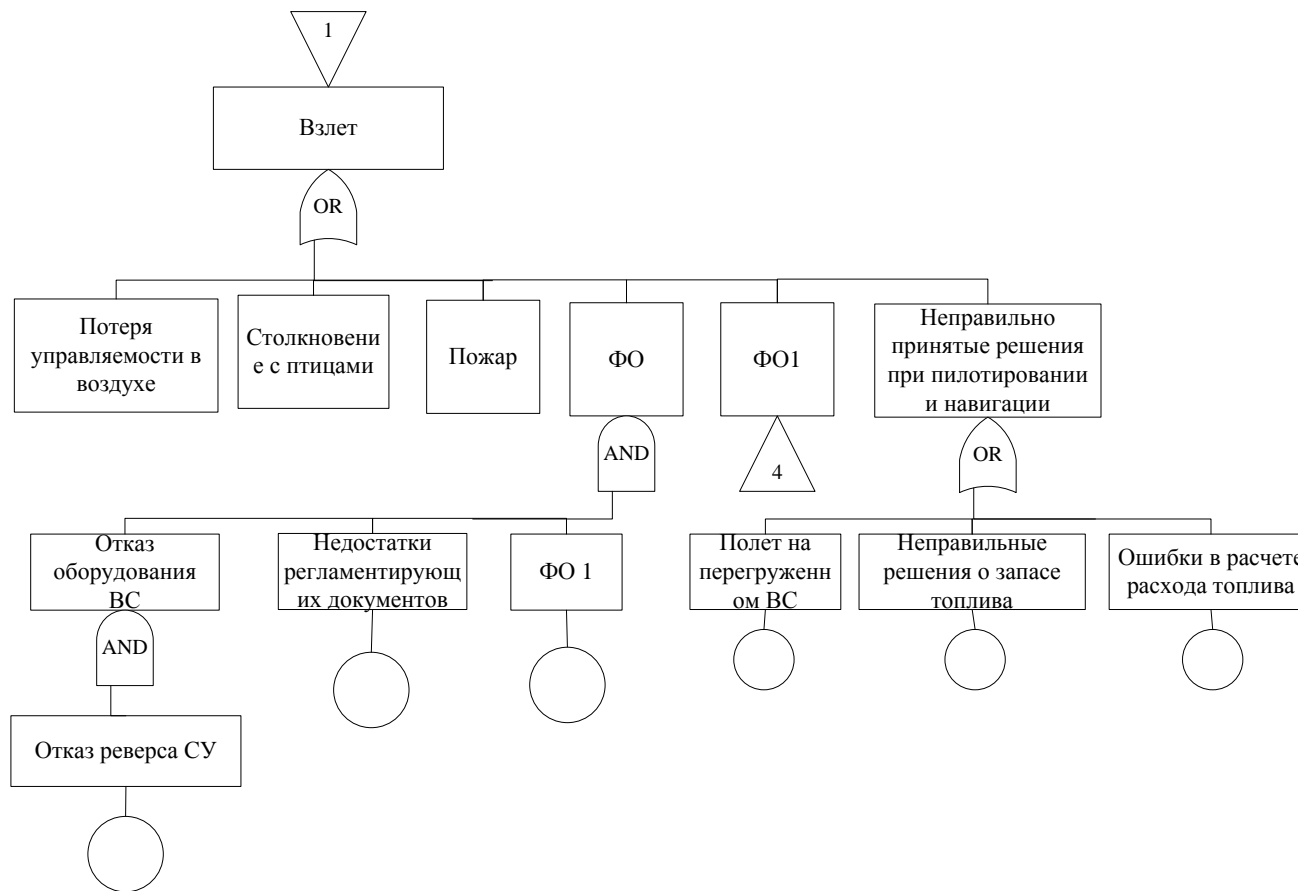 1
Взлет
OR
Потеря
управляемости в
воздухе
Столкновени
е с птицами
Пожар
ФО
ФО1
Неправильно
принятые решения
при пилотировании
и навигации
AND
4
OR
Отказ
оборудования
ВС
Недостатки
регламентирующ
их документов
ФО 1
Полет на
перегруженн
ом ВС
Неправильные
решения о запасе
топлива
Ошибки в расчете
расхода топлива
AND
Отказ реверса СУ